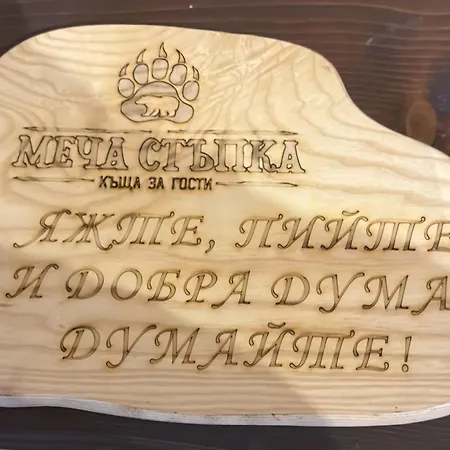 МЕЧА СТЪПКА
КЪЩА ЗА ГОСТИ
ЯЖТЕ, ПИЙТЕ
И ДОБРА ДУМА
ДУМАЙТЕ!